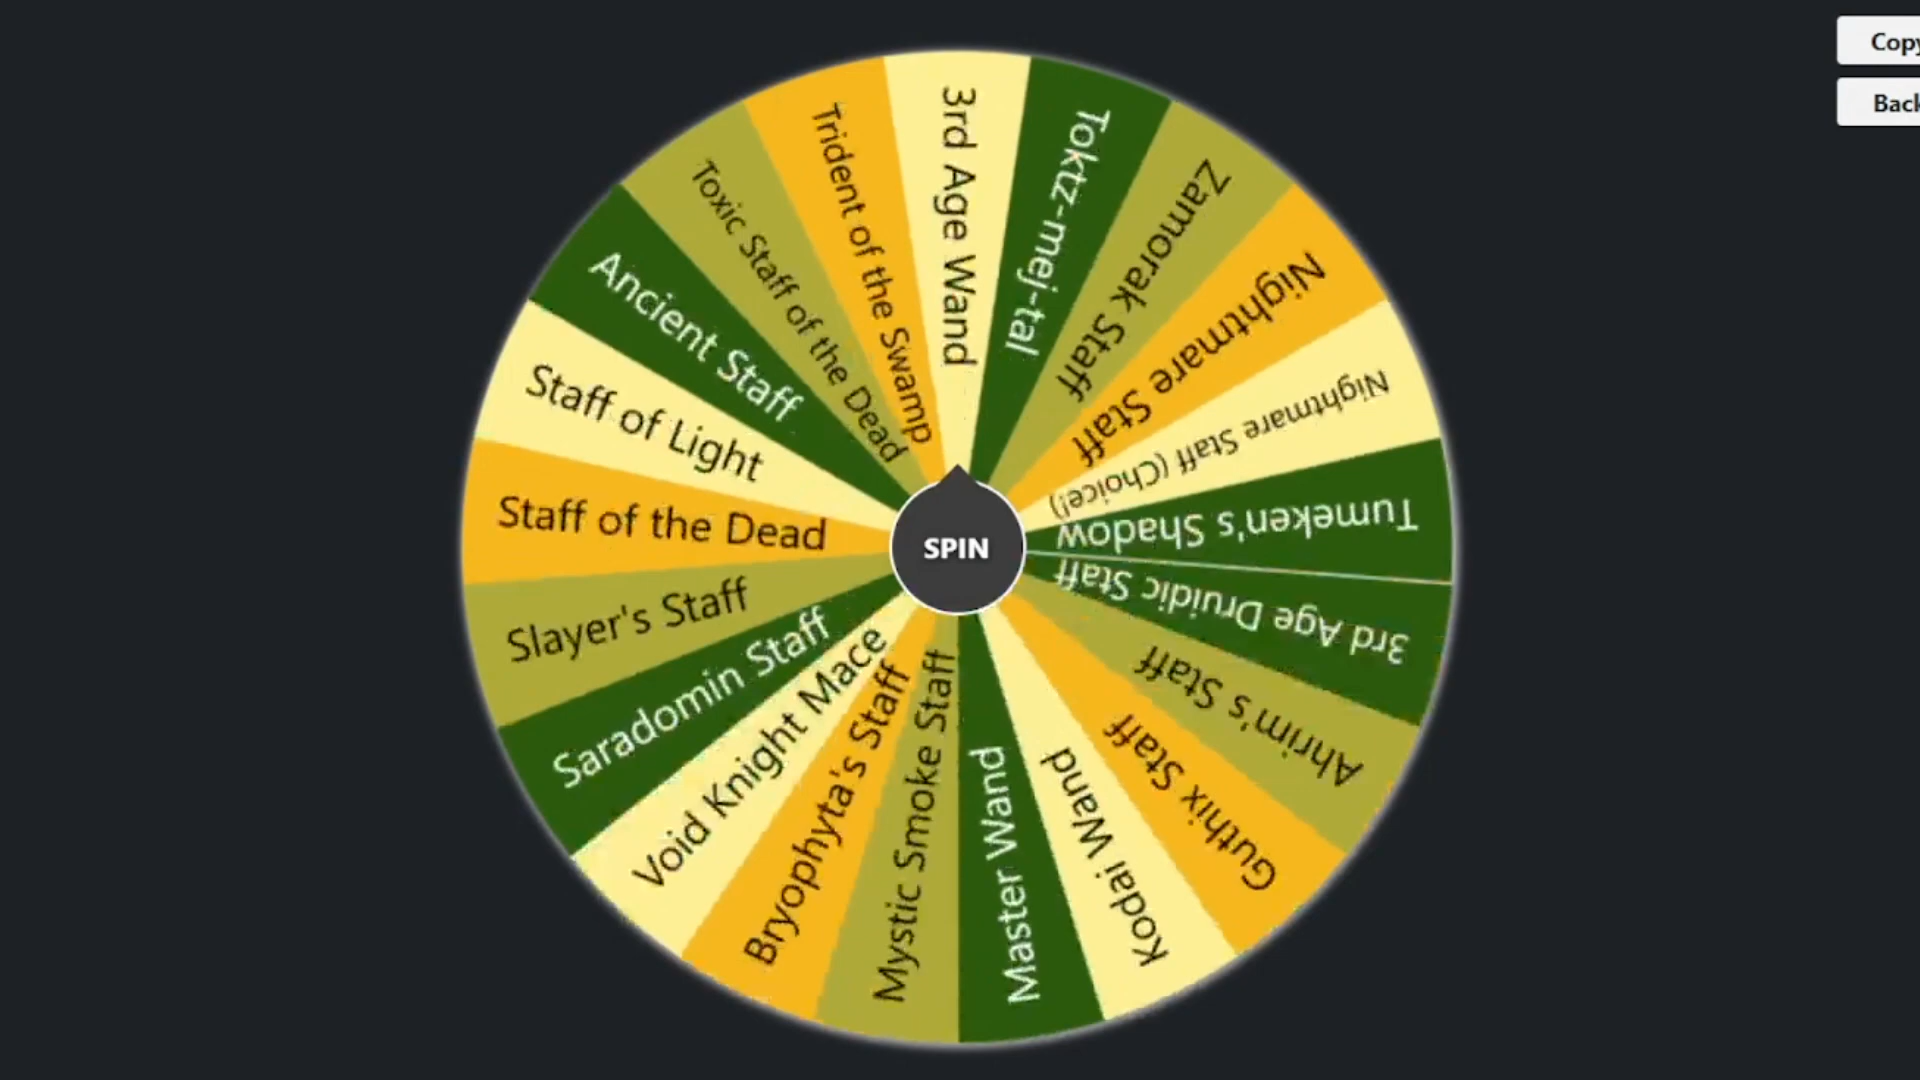 3rd Age Wand
Toktz-mej-tal
Zamorak Staff
Nightmare Staff
Nightmare Staff (Choice!)
Tumeken's Shadow
3rd Age Druidic Staff
Ahrim's Staff
Guthix Staff
Kodai Wand
Master Wand
Mystic Smoke Staff
Bryophyta's Staff
Void Knight Mace
Saradomin Staff
Slayer's Staff
Staff of the Dead
Staff of Light
Ancient Staff
Toxic Staff of the Dead
Trident of the Swamp
SPIN
Copy
Back